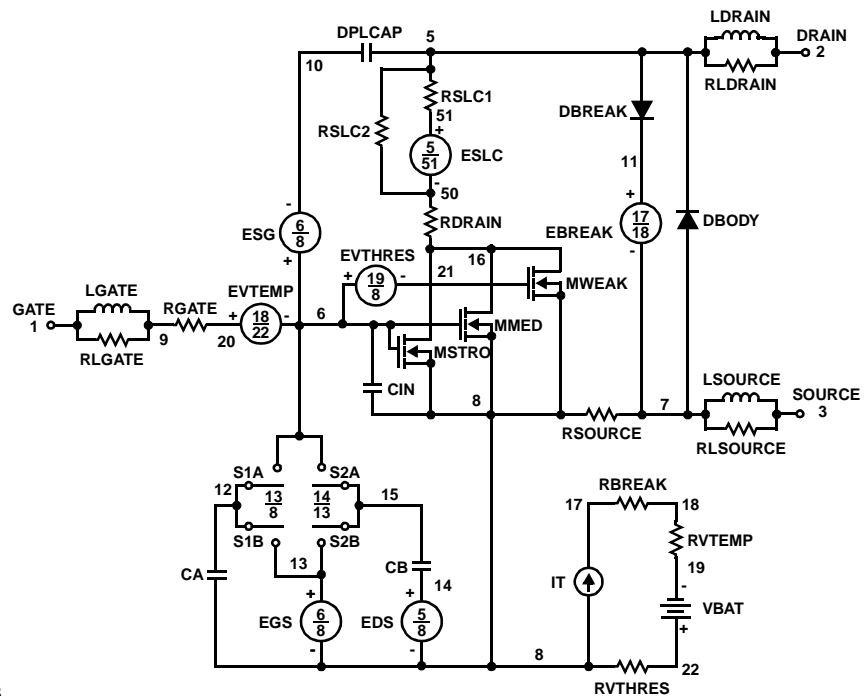 LDRAIN
DPLCAP 5 DRAIN
10 2
RLDRAIN
RSLC1
DBREAK
51
RSLC2
+
5
51
ESLC
11
-
50
- +
17
18
DBODY
6
8
RDRAIN EBREAK
ESG
EVTHRES
+ 16 -
21
+ 19
8
- MWEAK
LGATE EVTEMP
GATE RGATE + 18
22
- 6 MMED
1
9 20 MSTRO
RLGATE
LSOURCE
CIN 8 7 SOURCE
3
RSOURCE
RLSOURCE
S1A S2A
12 13
8
14
13
15
RBREAK
17 18
S1B S2B
RVTEMP
13
CB 19
CA
14 IT
-
+ +
VBAT
EGS 6
8
EDS 5
8
+
- - 8
22
RVTHRES